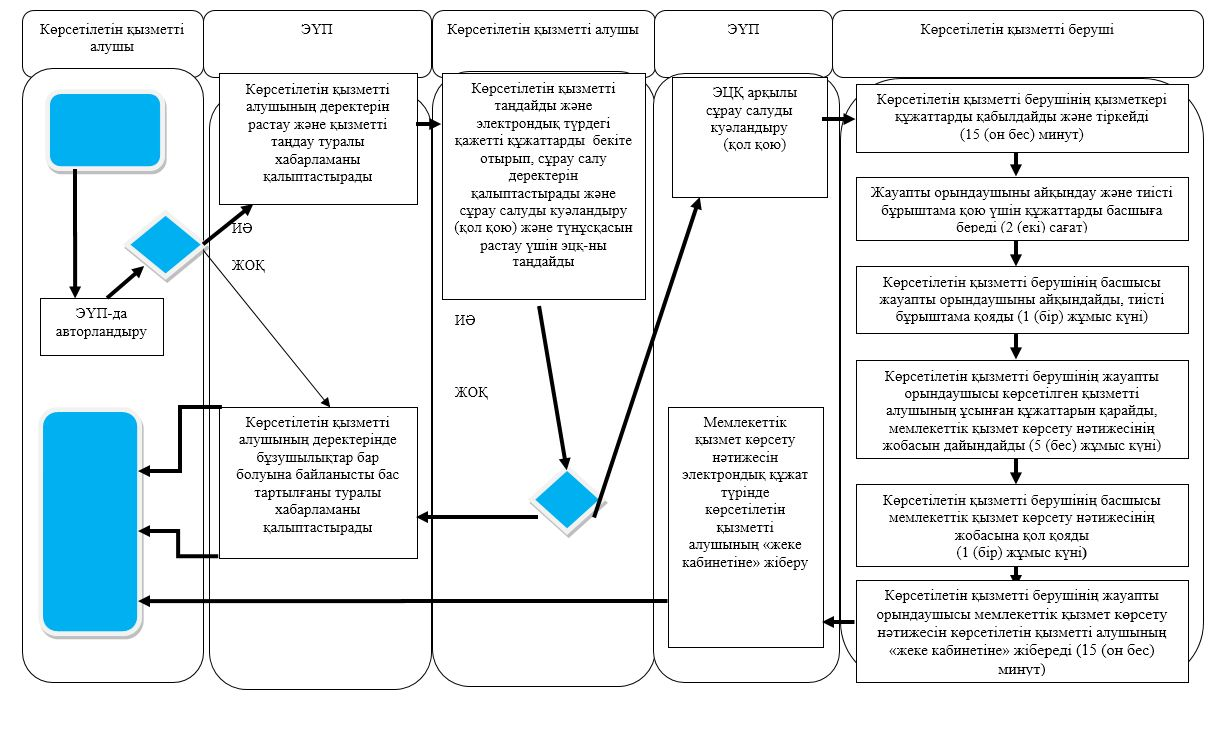 Көрсетілетін қызметті
алушы
ЭҮП
Көрсетілетін қызметті алушы
ЭҮП
Көрсетілетін қызметті беруші
ЭҮП-да
авторландыру
Көрсетілетін қызметті
алушының деректерін
растау және қызметті
таңдау туралы
хабарламаны
қалыптастырады
ИӘ
ЖОҚ
Көрсетілетін қызметті
алушының деректерінде
бұзушылықтар бар
болуына байланысты бас
тартылғаны туралы
хабарламаны
қалыптастырады
Көрсетілетін қызметті
таңдайды және
электрондық түрдегі
қажетті құжаттарды бекіте
отырып, сұрау салу
деректерін
қалыптастырады және
сұрау салуды куәландыру
(қол қою) және түнұсқасын
растау үшін эцқ-ны
таңдайды
ИӘ
ЖОҚ
ЭЦҚ арқылы
сұрау салуды
куәландыру
(қол қою)
Мемлекеттік
қызмет көрсету
нәтижесін
электрондық құжат
түрінде
көрсетілетін
қызметті
алушының «жеке
кабинетіне» жіберу
Көрсетілетін қызметті берушінің қызметкері
құжаттарды қабылдайды және тіркейді
(15 (он бес) минут)
Жауапты орындаушыны айқындау және тиісті
бұрыштама қою үшін құжаттарды басшыға
береді (2 (екі) сағат)
Көрсетілетін қызметті берушінің басшысы
жауапты орындаушыны айқындайды, тиісті
бұрыштама қояды (1 (бір) жұмыс күні)
Көрсетілетін қызметті берушінің жауапты
орындаушысы көрсетілген қызметті
алушының ұсынған құжаттарын қарайды,
мемлекеттік қызмет көрсету нәтижесінің
жобасын дайындайды (5 (бес) жұмыс күні)
Көрсетілетін қызметті берушінің басшысы
мемлекеттік қызмет көрсету нәтижесінің
жобасына қол қояды
(1 (бір) жұмыс күні)
Көрсетілетін қызметті берушінің жауапты
орындаушысы мемлекеттік қызмет көрсету
нәтижесін көрсетілетін қызметті алушының
«жеке кабинетіне» жібереді (15 (он бес)
минут)